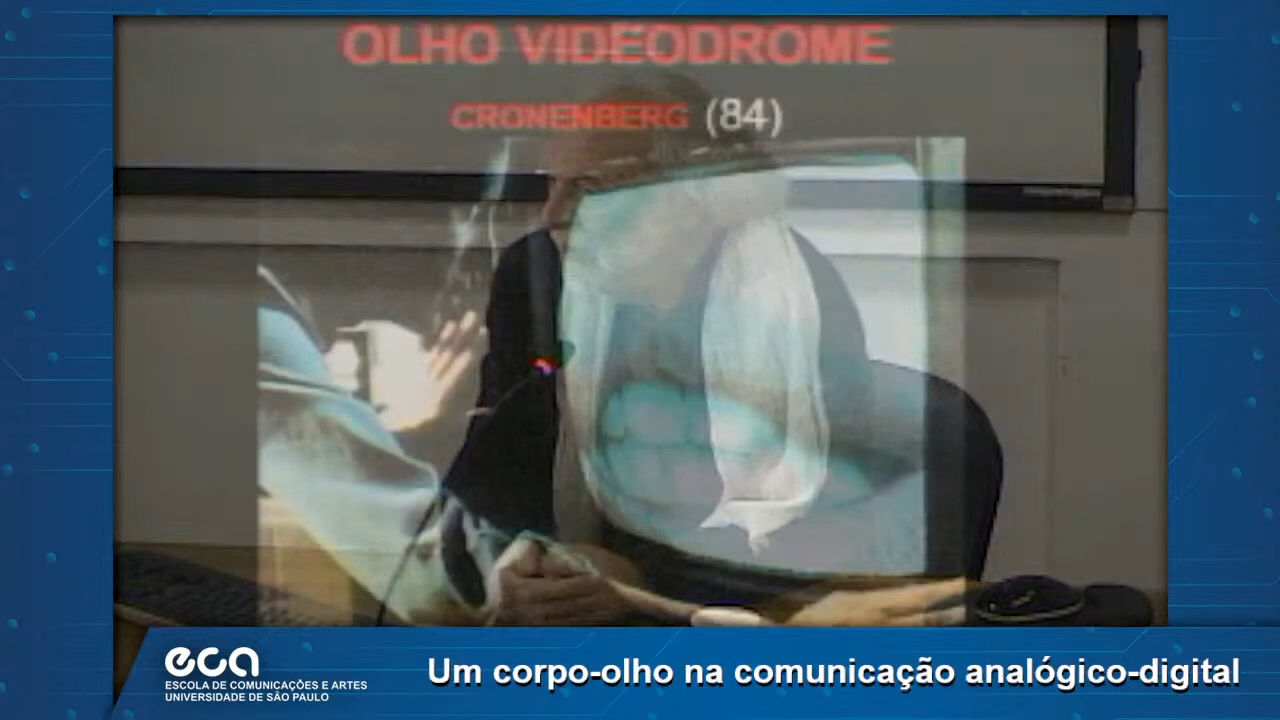 OLHO VIDEODROME
CRONENBERG (84)
eca
ESCOLA DE COMUNICAÇÕES E ARTES
UNIVERSIDADE DE SÃO PAULO
Um corpo-olho na comunicação analógico-digital